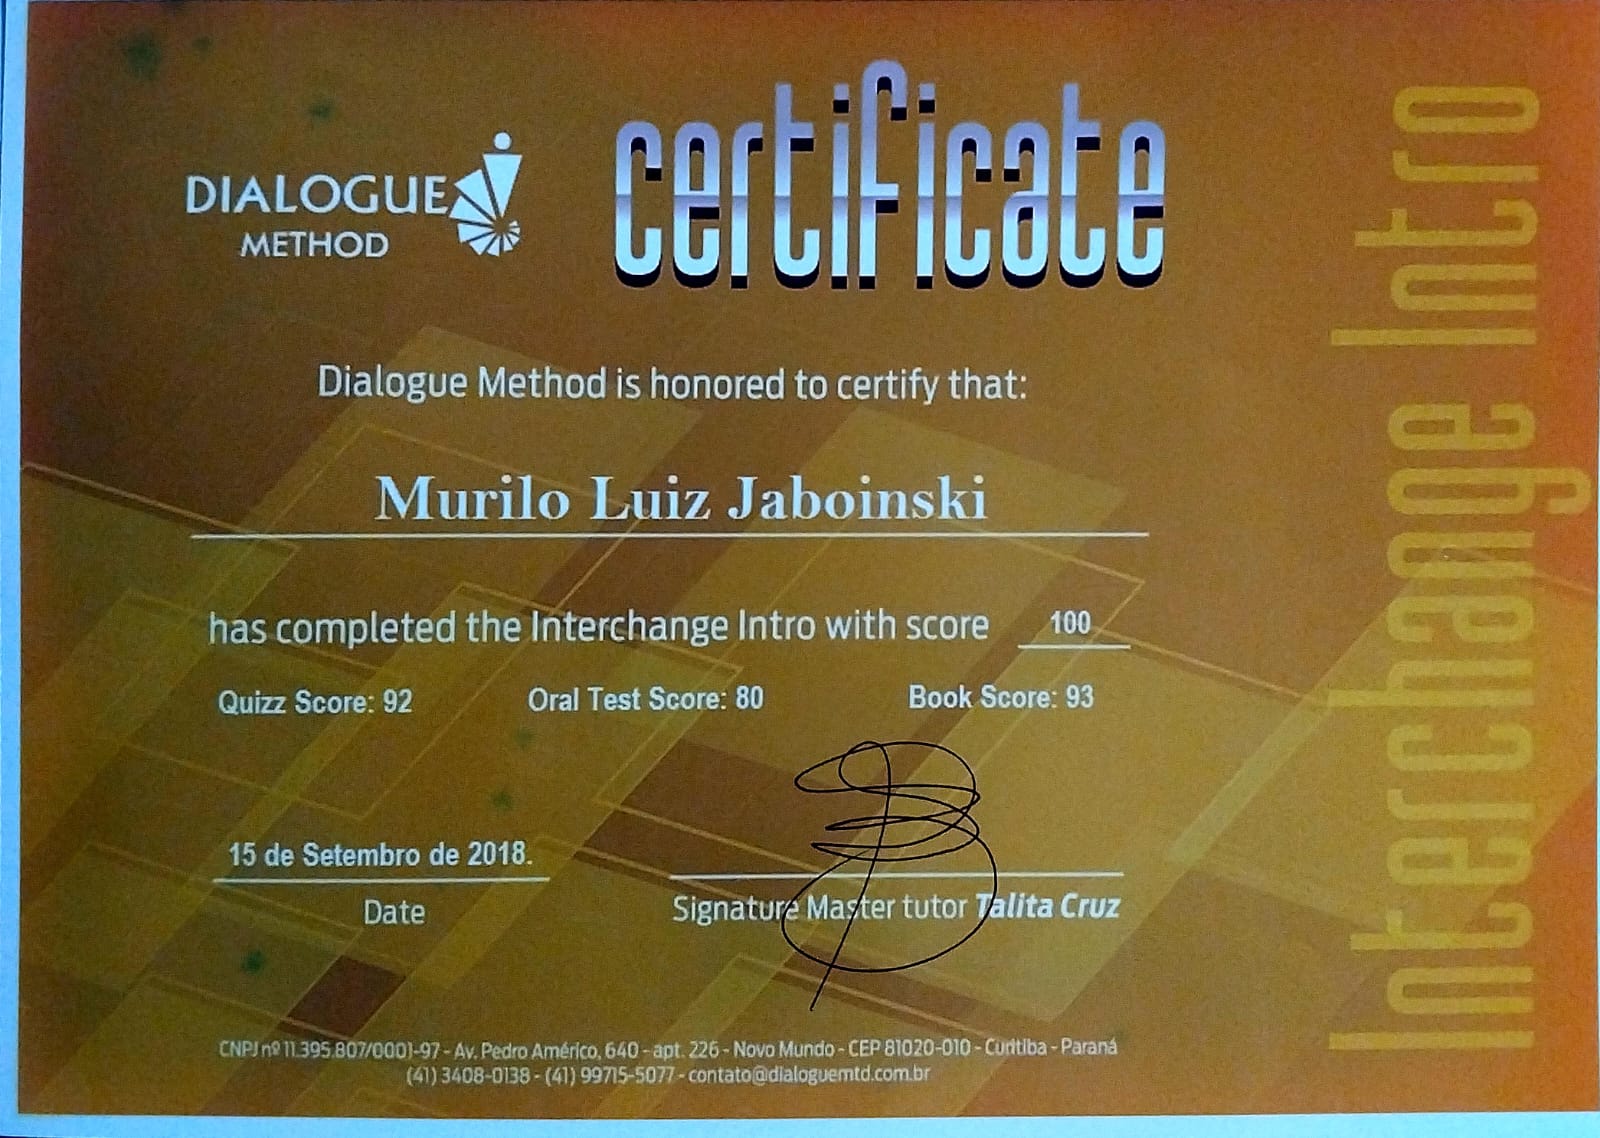 DIALOGUE
METHOD
certificate
Dialogue Method is honored to certify that:
Murilo Luiz Jaboinski
has completed the Interchange Intro with score 100
Quizz Score: 92 Oral Test Score: 80 Book Score: 93
15 de Setembro de 2018.
Date
Signature Master tutor Talita Cruz
CNPJ nº 11.395.807/0001-97 - Av. Pedro Américo, 640 - apt. 226 - Novo Mundo - CEP 81020-010 - Curitiba - Paraná
(41) 3408-0138 - (41) 99715-5077 - contato@dialoguemtd.com.br
Interchange Intro